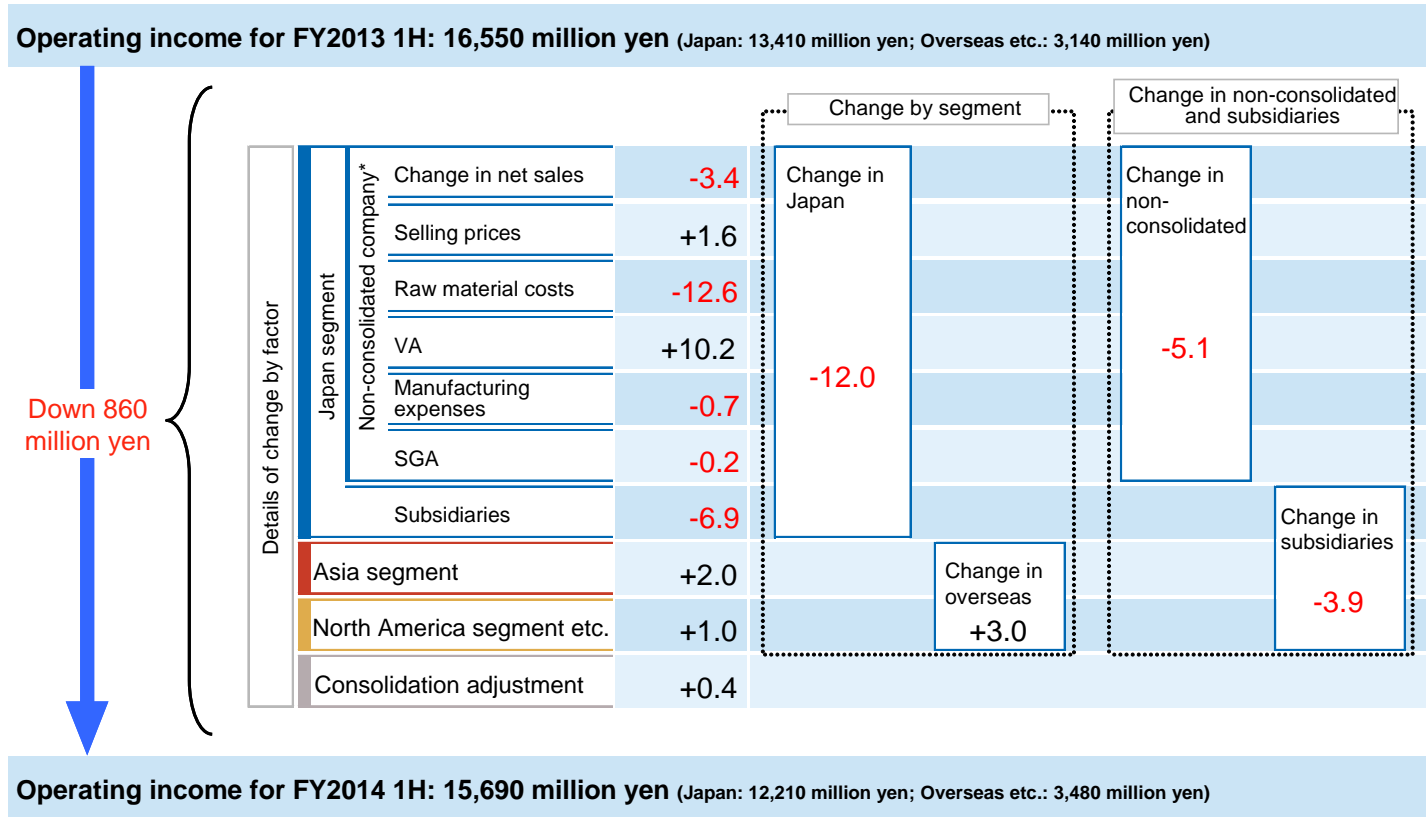 Operating income for FY2013 1H: 16,550 million yen (Japan: 13,410 million yen; Overseas etc.: 3,140 million yen)
Change by segment
Change in non-consolidated
and subsidiaries
Down 860
million yen
Details of change by factor
Japan segment
Non-consolidated company*
Change in net sales
-3.4
Selling prices
+1.6
Raw material costs
-12.6
VA
+10.2
Manufacturing
expenses
-0.7
SGA
-0.2
Subsidiaries
-6.9
Asia segment
+2.0
North America segment etc.
+1.0
Consolidation adjustment
+0.4
Change in
Japan
-12.0
Change in
overseas
+3.0
Change in
non-
consolidated
-5.1
Change in
subsidiaries
-3.9
Operating income for FY2014 1H: 15,690 million yen (Japan: 12,210 million yen; Overseas etc.: 3,480 million yen)